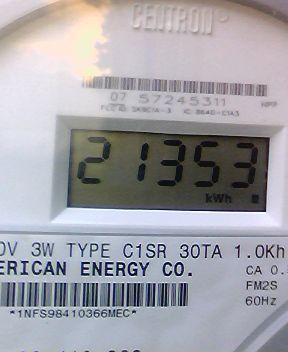 CENTRON
07 57245311
21353
kWh
0V 3W TYPE C1SR 30TA 1.0Kh
ERICAN ENERGY CO.
CA 0.
FM2S
60Hz
*1NFS98410366MEC*